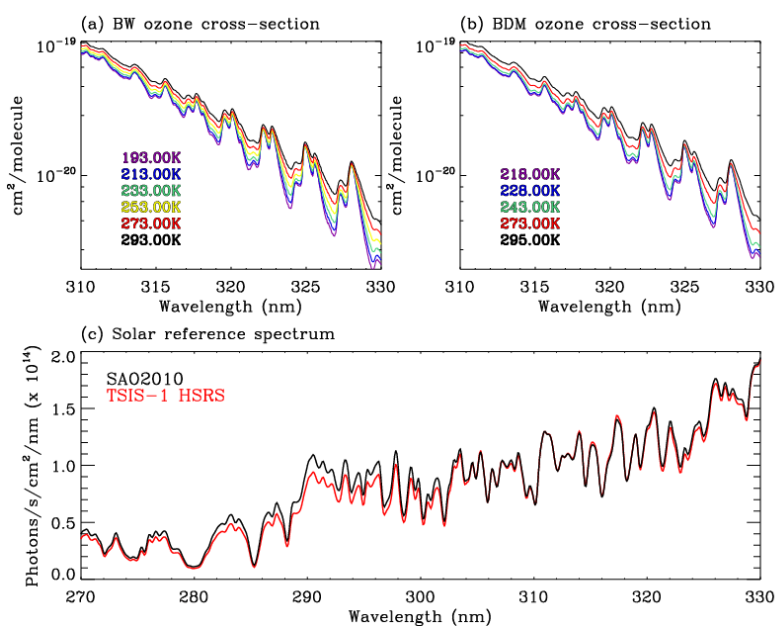 (a) BW ozone cross-section
cm²/molecule
10⁻¹⁹
10⁻²⁰
193.00K
213.00K
233.00K
253.00K
273.00K
293.00K
310 315 320 325 330
Wavelength (nm)
(b) BDM ozone cross-section
cm²/molecule
10⁻¹⁹
10⁻²⁰
218.00K
228.00K
243.00K
273.00K
295.00K
310 315 320 325 330
Wavelength (nm)
(c) Solar reference spectrum
Photons/s/cm²/nm (x 10¹⁴)
2.0
1.5
1.0
0.5
0.0
SAO2010
TSIS-1 HSRS
270 280 290 300 310 320 330
Wavelength (nm)